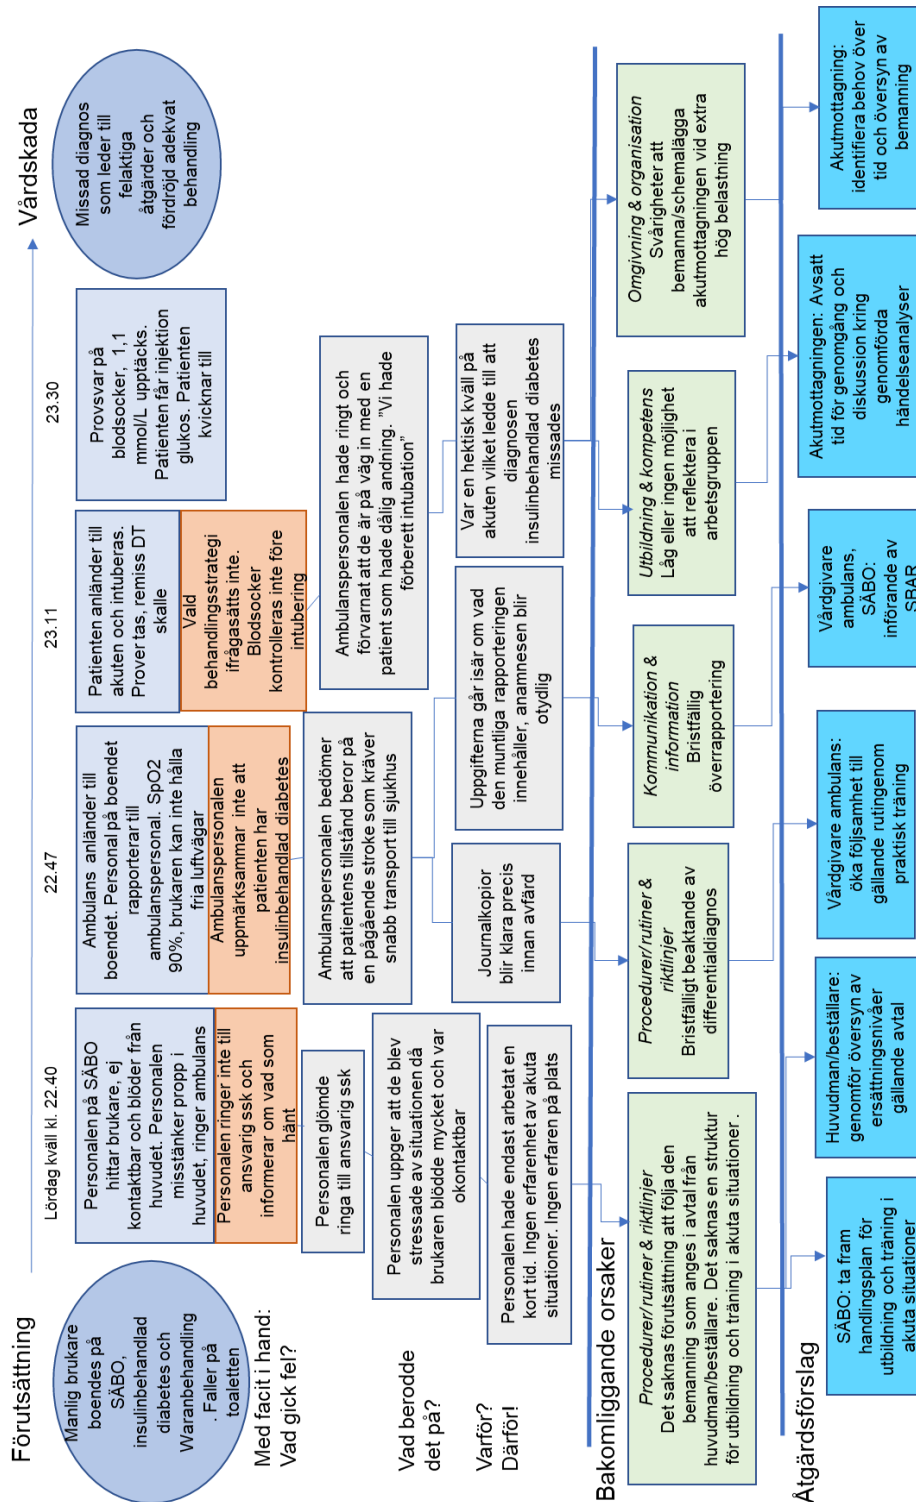 Förutsättning
Vårdskada
Lördag kväll kl. 22.40
22.47
23.11
23.30
Manlig brukare
boendes på
SÄBO,
insulinbehandlad
diabetes och
Waranbehandling
. Faller på
toaletten
Personalen på SÄBO
hittar brukare, ej
kontaktbar och blöder från
huvudet. Personalen
misstänker propp i
huvudet, ringer ambulans
Ambulans anländer till
boendet. Personal på boendet
rapporterar till
ambulanspersonal. SpO2
90%, brukaren kan inte hålla
fria luftvägar
Patienten anländer till
akuten och intuberas.
Prover tas, remiss DT
skalle
Provsvar på
blodsocker, 1,1
mmol/L upptäcks.
Patienten får injektion
glukos. Patienten
kvicknar till
Missad diagnos
som leder till
felaktiga
åtgärder och
fördröjd adekvat
behandling
Med facit i hand:
Vad gick fel?
Personalen ringer inte till
ansvarig ssk och
informerar om vad som
hänt
Ambulanspersonalen
uppmärksammar inte att
patienten har
insulinbehandlad diabetes
Vald
behandlingsstrategi
ifrågasätts inte.
Blodsocker
kontrolleras inte före
intubering
Personalen glömde
ringa till ansvarig ssk
Ambulanspersonalen bedömer
att patientens tillstånd beror på
en pågående stroke som kräver
snabb transport till sjukhus
Ambulanspersonalen hade ringt och
förvarnat att de är på väg in med en
patient som hade dålig andning. ”Vi hade
förberett intubation”
Vad berodde
det på?
Personalen uppger att de blev
stressade av situationen då
brukaren blödde mycket och var
okontaktbar
Journalkopior
blir klara precis
innan avfärd
Uppgifterna går isär om vad
den muntliga rapporteringen
innehåller, anamnesen blir
otydlig
Var en hektisk kväll på
akuten vilket ledde till att
diagnosen
insulinbehandlad diabetes
missades
Varför?
Därför!
Personalen hade endast arbetat en
kort tid. Ingen erfarenhet av akuta
situationer. Ingen erfaren på plats
Bakomliggande orsaker
Procedurer/rutiner & riktlinjer
Det saknas förutsättning att följa den
bemanning som anges i avtal från
huvudman/beställare. Det saknas en struktur
för utbildning och träning i akuta situationer .
Procedurer/rutiner &
riktlinjer
Bristfälligt beaktande av
differentialdiagnos
Kommunikation &
information
Bristfällig
överrapportering
Utbildning & kompetens
Låg eller ingen möjlighet
att reflektera i
arbetsgruppen
Omgivning & organisation
Svårigheter att
bemanna/schemalägga
akutmottagningen vid extra
hög belastning
Åtgärdsförslag
SÄBO: ta fram
handlingsplan för
utbildning och träning i
akuta situationer
Huvudman/beställare:
genomför översyn av
ersättningsnivåer
gällande avtal
Vårdgivare ambulans:
öka följsamhet till
gällande rutingenom
praktisk träning
Vårdgivare
ambulans,
SÄBO:
införande av
SBAR
Akutmottagningen: Avsatt
tid för genomgång och
diskussion kring
genomförda
händelseanalyser
Akutmottagning:
identifiera behov över
tid och översyn av
bemanning